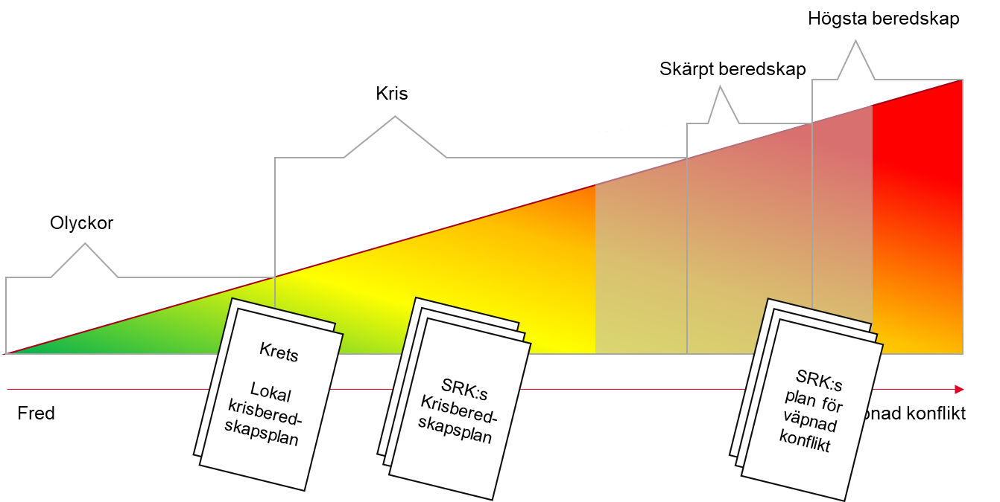 Högsta beredskap
Skärpt beredskap
Kris
Olyckor
Krets
Lokal
krisbered-
skapsplan
SRK:s
Krisbered-
skapsplan
SRK:s
plan för
väpnad
konflikt
Fred
konflikt